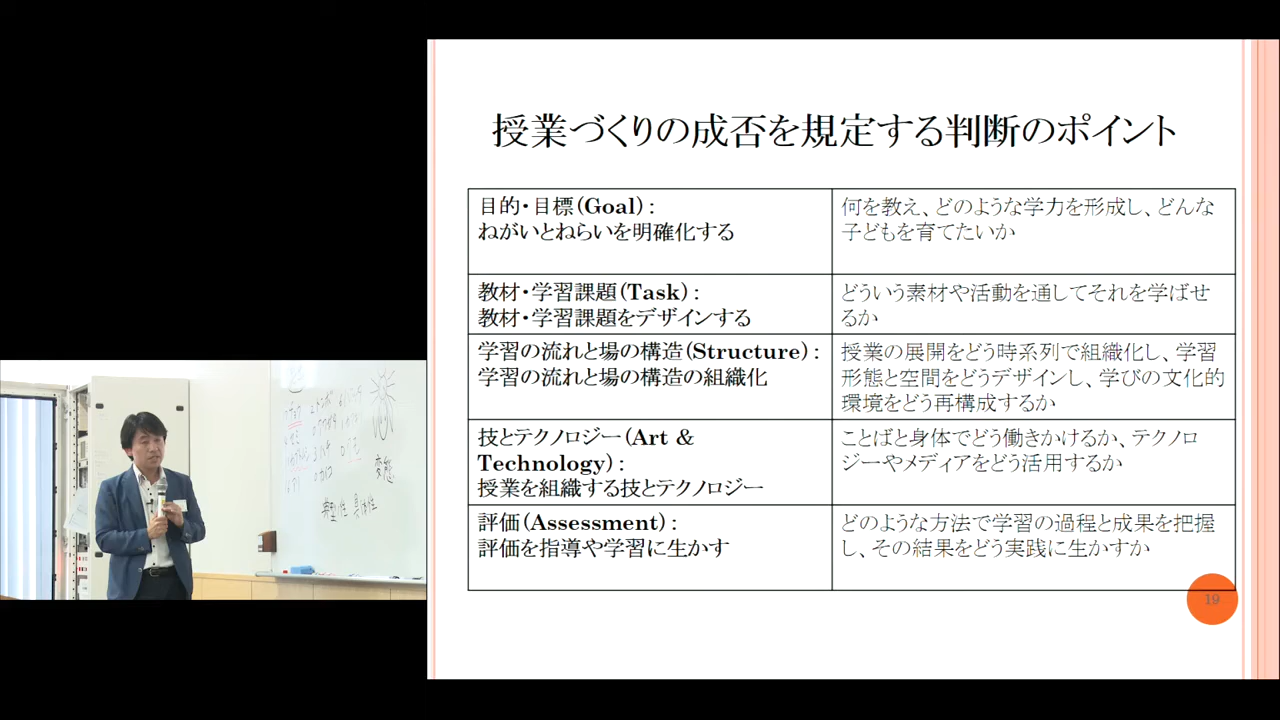 授業づくりの成否を規定する判断のポイント
目的・目標(Goal):
ねがいとねらいを明確化する
何を教え、どのような学力を形成し、どんな
子どもを育てたいか
教材・学習課題(Task):
教材・学習課題をデザインする
どういう素材や活動を通してそれを学ばせ
るか
学習の流れと場の構造(Structure):
学習の流れと場の構造の組織化
授業の展開をどう時系列で組織化し、学習
形態と空間をどうデザインし、学びの文化的
環境をどう再構成するか
技とテクノロジー(Art &
Technology):
授業を組織する技とテクノロジー
ことばと身体でどう働きかけるか、テクノロ
ジーやメディアをどう活用するか
評価(Assessment):
評価を指導や学習に生かす
どのような方法で学習の過程と成果を把握
し、その結果をどう実践に生かすか
19
変態
典型性 具体性